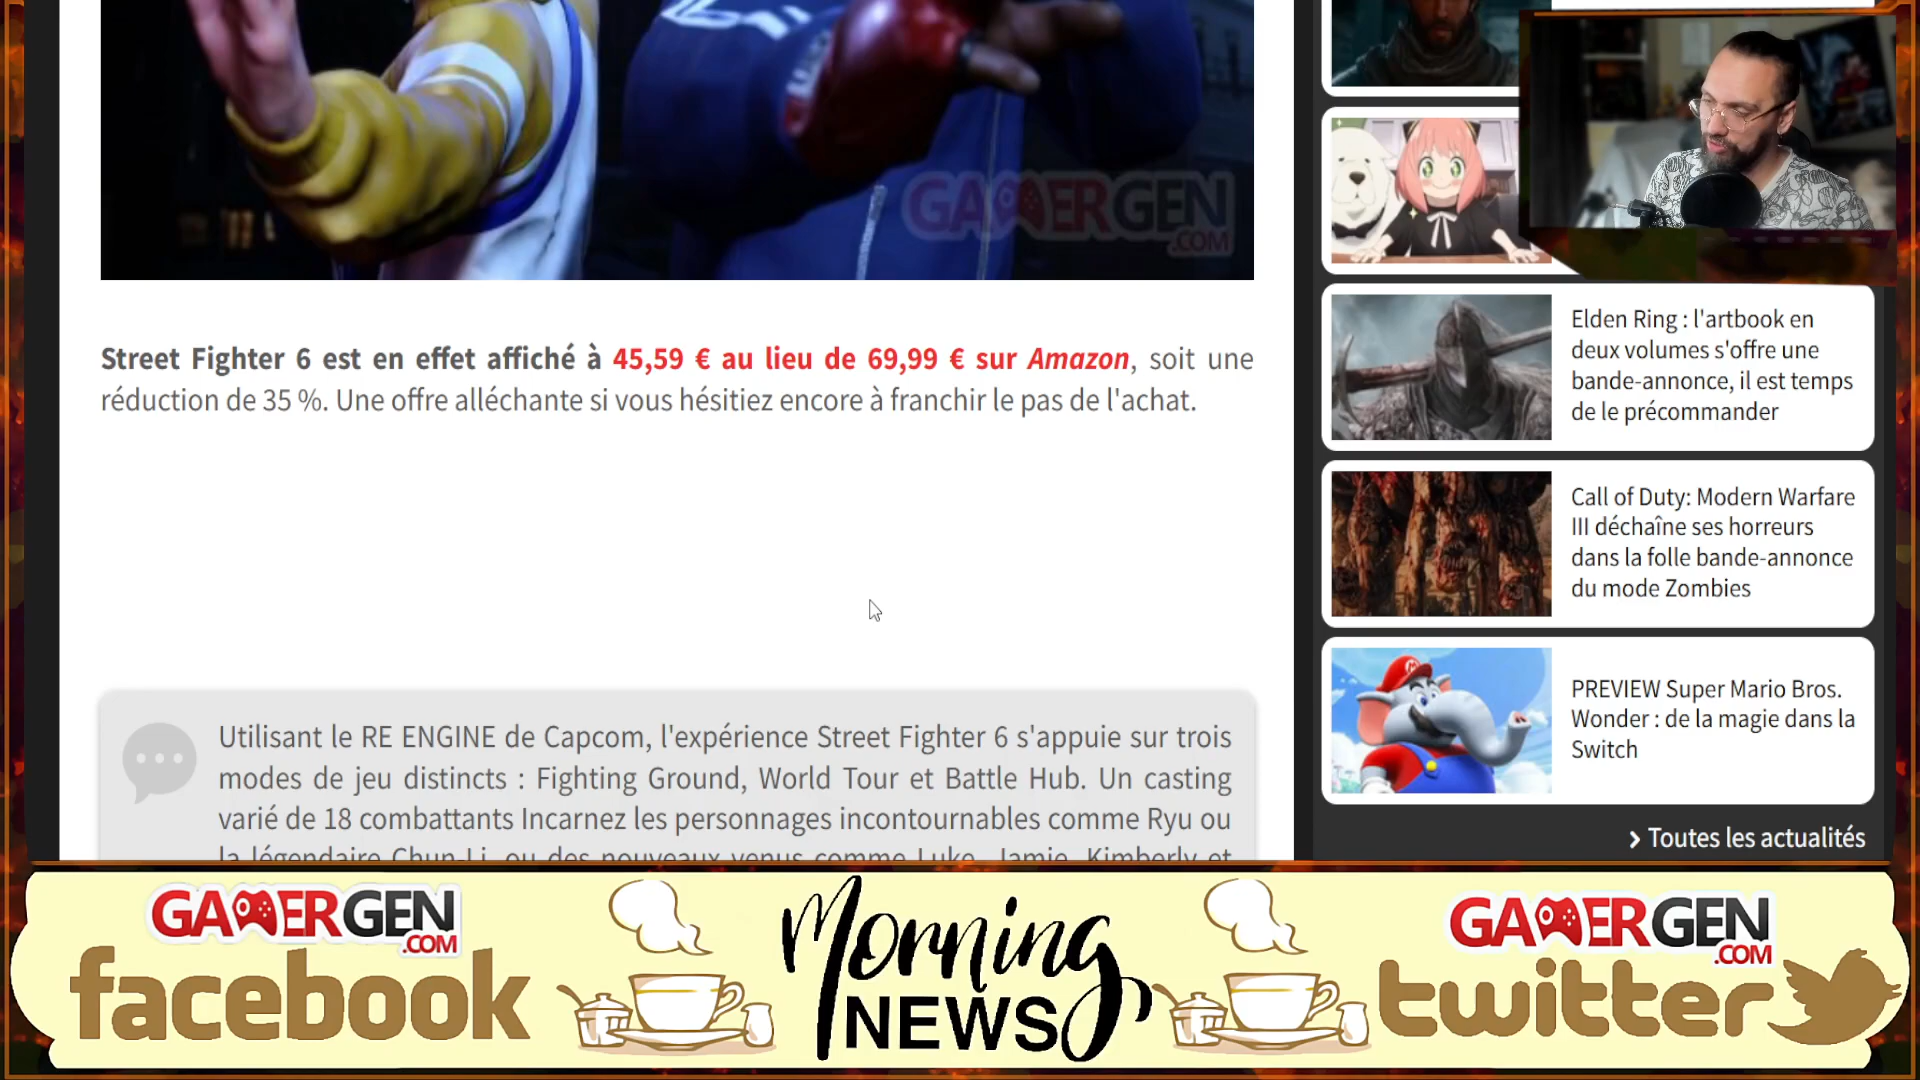 GAMERGEN
.COM
Street Fighter 6 est en effet affiché à 45,59 € au lieu de 69,99 € sur Amazon, soit une
réduction de 35 %. Une offre alléchante si vous hésitiez encore à franchir le pas de l'achat.
Utilisant le RE ENGINE de Capcom, l'expérience Street Fighter 6 s'appuie sur trois
modes de jeu distincts : Fighting Ground, World Tour et Battle Hub. Un casting
varié de 18 combattants Incarnez les personnages incontournables comme Ryu ou
la légendaire Chun-Li, ou des nouveaux venus comme Luke, Jamie, Kimberly et
Elden Ring : l'artbook en
deux volumes s'offre une
bande-annonce, il est temps
de le précommander
Call of Duty: Modern Warfare
III déchaîne ses horreurs
dans la folle bande-annonce
du mode Zombies
PREVIEW Super Mario Bros.
Wonder : de la magie dans la
Switch
> Toutes les actualités
GAMERGEN
.COM
facebook
Morning
NEWS
GAMERGEN
.COM
twitter